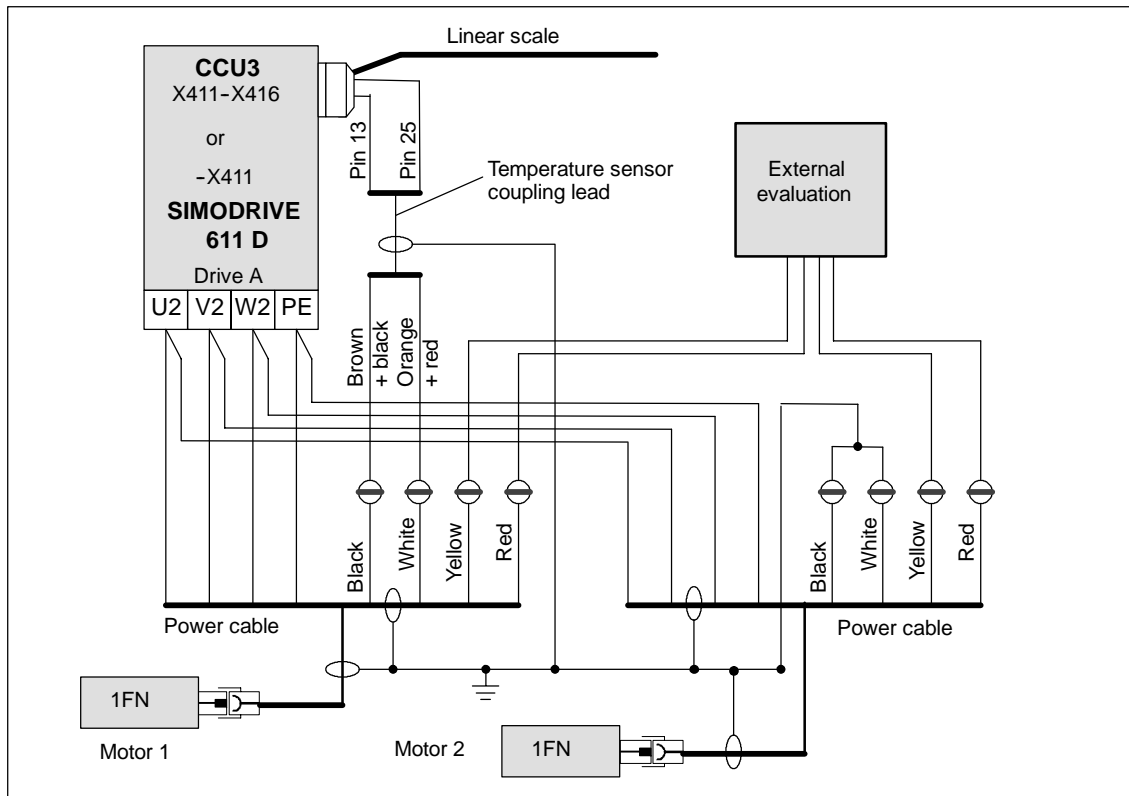 Linear scale
CCU3
X411-X416
or
-X411
SIMODRIVE
611 D
Drive A
U2 V2 W2 PE
Pin 13
Pin 25
Temperature sensor
coupling lead
External
evaluation
Brown
+ black
Orange
+ red
Black
White
Yellow
Red
Black
White
Yellow
Red
Power cable
Power cable
1FN
Motor 1
Motor 2
1FN